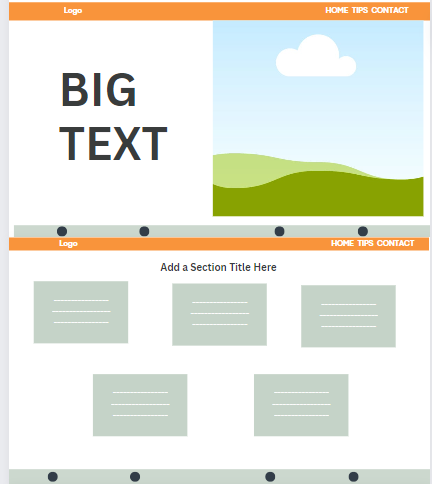 Logo HOME TIPS CONTACT
BIG
TEXT
Logo HOME TIPS CONTACT
Add a Section Title Here